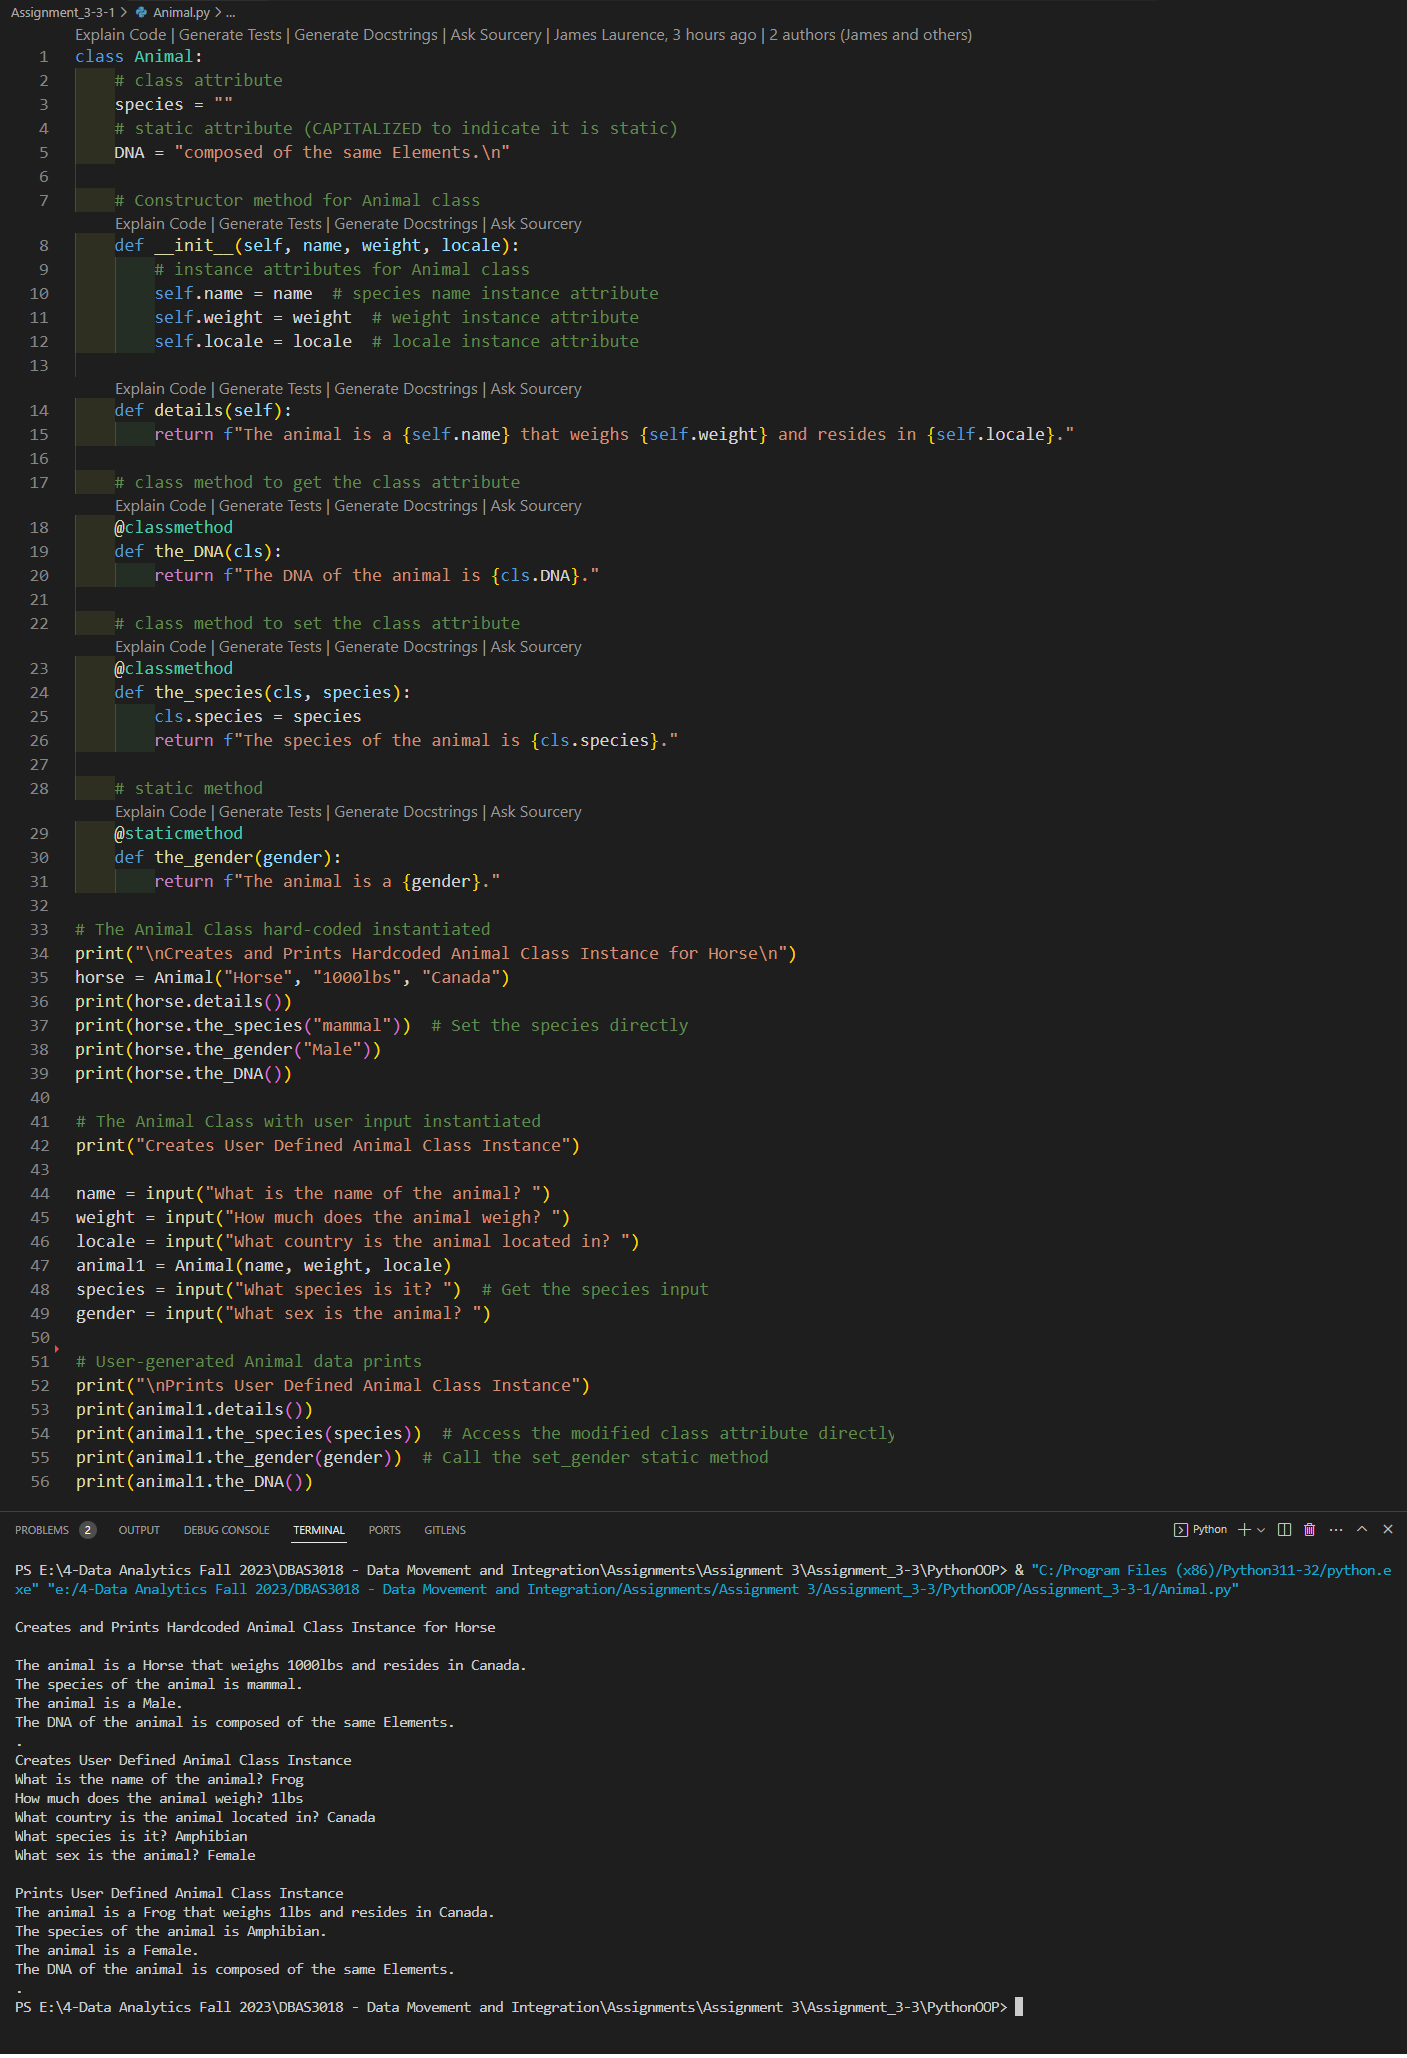 Assignment_3-3-1 > Animal.py > ...
Explain Code | Generate Tests | Generate Docstrings | Ask Sourcery | James Laurence, 3 hours ago | 2 authors (James and others)
1 class Animal:
2     # class attribute
3     species = ""
4     # static attribute (CAPITALIZED to indicate it is static)
5     DNA = "composed of the same Elements.\n"
6
7     # Constructor method for Animal class
Explain Code | Generate Tests | Generate Docstrings | Ask Sourcery
8     def __init__(self, name, weight, locale):
9         # instance attributes for Animal class
10         self.name = name  # species name instance attribute
11         self.weight = weight  # weight instance attribute
12         self.locale = locale  # locale instance attribute
13
Explain Code | Generate Tests | Generate Docstrings | Ask Sourcery
14     def details(self):
15         return f"The animal is a {self.name} that weighs {self.weight} and resides in {self.locale}."
16
17     # class method to get the class attribute
Explain Code | Generate Tests | Generate Docstrings | Ask Sourcery
18     @classmethod
19     def the_DNA(cls):
20         return f"The DNA of the animal is {cls.DNA}."
21
22     # class method to set the class attribute
Explain Code | Generate Tests | Generate Docstrings | Ask Sourcery
23     @classmethod
24     def the_species(cls, species):
25         cls.species = species
26         return f"The species of the animal is {cls.species}."
27
28     # static method
Explain Code | Generate Tests | Generate Docstrings | Ask Sourcery
29     @staticmethod
30     def the_gender(gender):
31         return f"The animal is a {gender}."
32
33 # The Animal Class hard-coded instantiated
34 print("\nCreates and Prints Hardcoded Animal Class Instance for Horse\n")
35 horse = Animal("Horse", "1000lbs", "Canada")
36 print(horse.details())
37 print(horse.the_species("mammal"))  # Set the species directly
38 print(horse.the_gender("Male"))
39 print(horse.the_DNA())
40
41 # The Animal Class with user input instantiated
42 print("Creates User Defined Animal Class Instance")
43
44 name = input("What is the name of the animal? ")
45 weight = input("How much does the animal weigh? ")
46 locale = input("What country is the animal located in? ")
47 animal1 = Animal(name, weight, locale)
48 species = input("What species is it? ")  # Get the species input
49 gender = input("What sex is the animal? ")
50
51 # User-generated Animal data prints
52 print("\nPrints User Defined Animal Class Instance")
53 print(animal1.details())
54 print(animal1.the_species(species))  # Access the modified class attribute directly
55 print(animal1.the_gender(gender))  # Call the set_gender static method
56 print(animal1.the_DNA())
PROBLEMS 2 OUTPUT DEBUG CONSOLE TERMINAL PORTS GITLENS Python
PS E:\4-Data Analytics Fall 2023\DBAS3018 - Data Movement and Integration\Assignments\Assignment 3\Assignment_3-3\PythonOOP> & "C:/Program Files (x86)/Python311-32/python.e
xe" "e:/4-Data Analytics Fall 2023/DBAS3018 - Data Movement and Integration/Assignments/Assignment 3/Assignment_3-3/PythonOOP/Assignment_3-3-1/Animal.py"
Creates and Prints Hardcoded Animal Class Instance for Horse
The animal is a Horse that weighs 1000lbs and resides in Canada.
The species of the animal is mammal.
The animal is a Male.
The DNA of the animal is composed of the same Elements.
.
Creates User Defined Animal Class Instance
What is the name of the animal? Frog
How much does the animal weigh? 1lbs
What country is the animal located in? Canada
What species is it? Amphibian
What sex is the animal? Female
Prints User Defined Animal Class Instance
The animal is a Frog that weighs 1lbs and resides in Canada.
The species of the animal is Amphibian.
The animal is a Female.
The DNA of the animal is composed of the same Elements.
.
PS E:\4-Data Analytics Fall 2023\DBAS3018 - Data Movement and Integration\Assignments\Assignment 3\Assignment_3-3\PythonOOP>